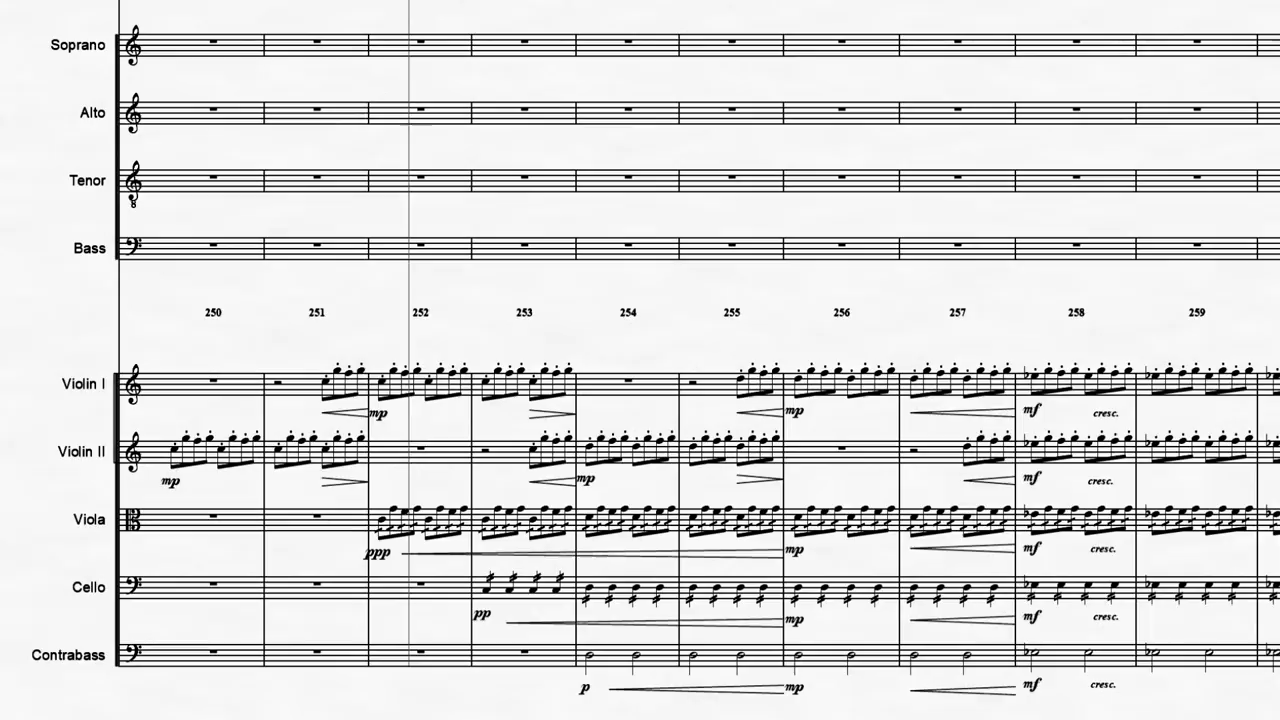 Soprano
Alto
Tenor
8
Bass
250 251 252 253 254 255 256 257 258 259
Violin I
mp mp mf cresc.
Violin II
mp mp mf cresc.
Viola
ppp mp mf cresc.
Cello
pp mp mf cresc.
Contrabass
p mp mf cresc.